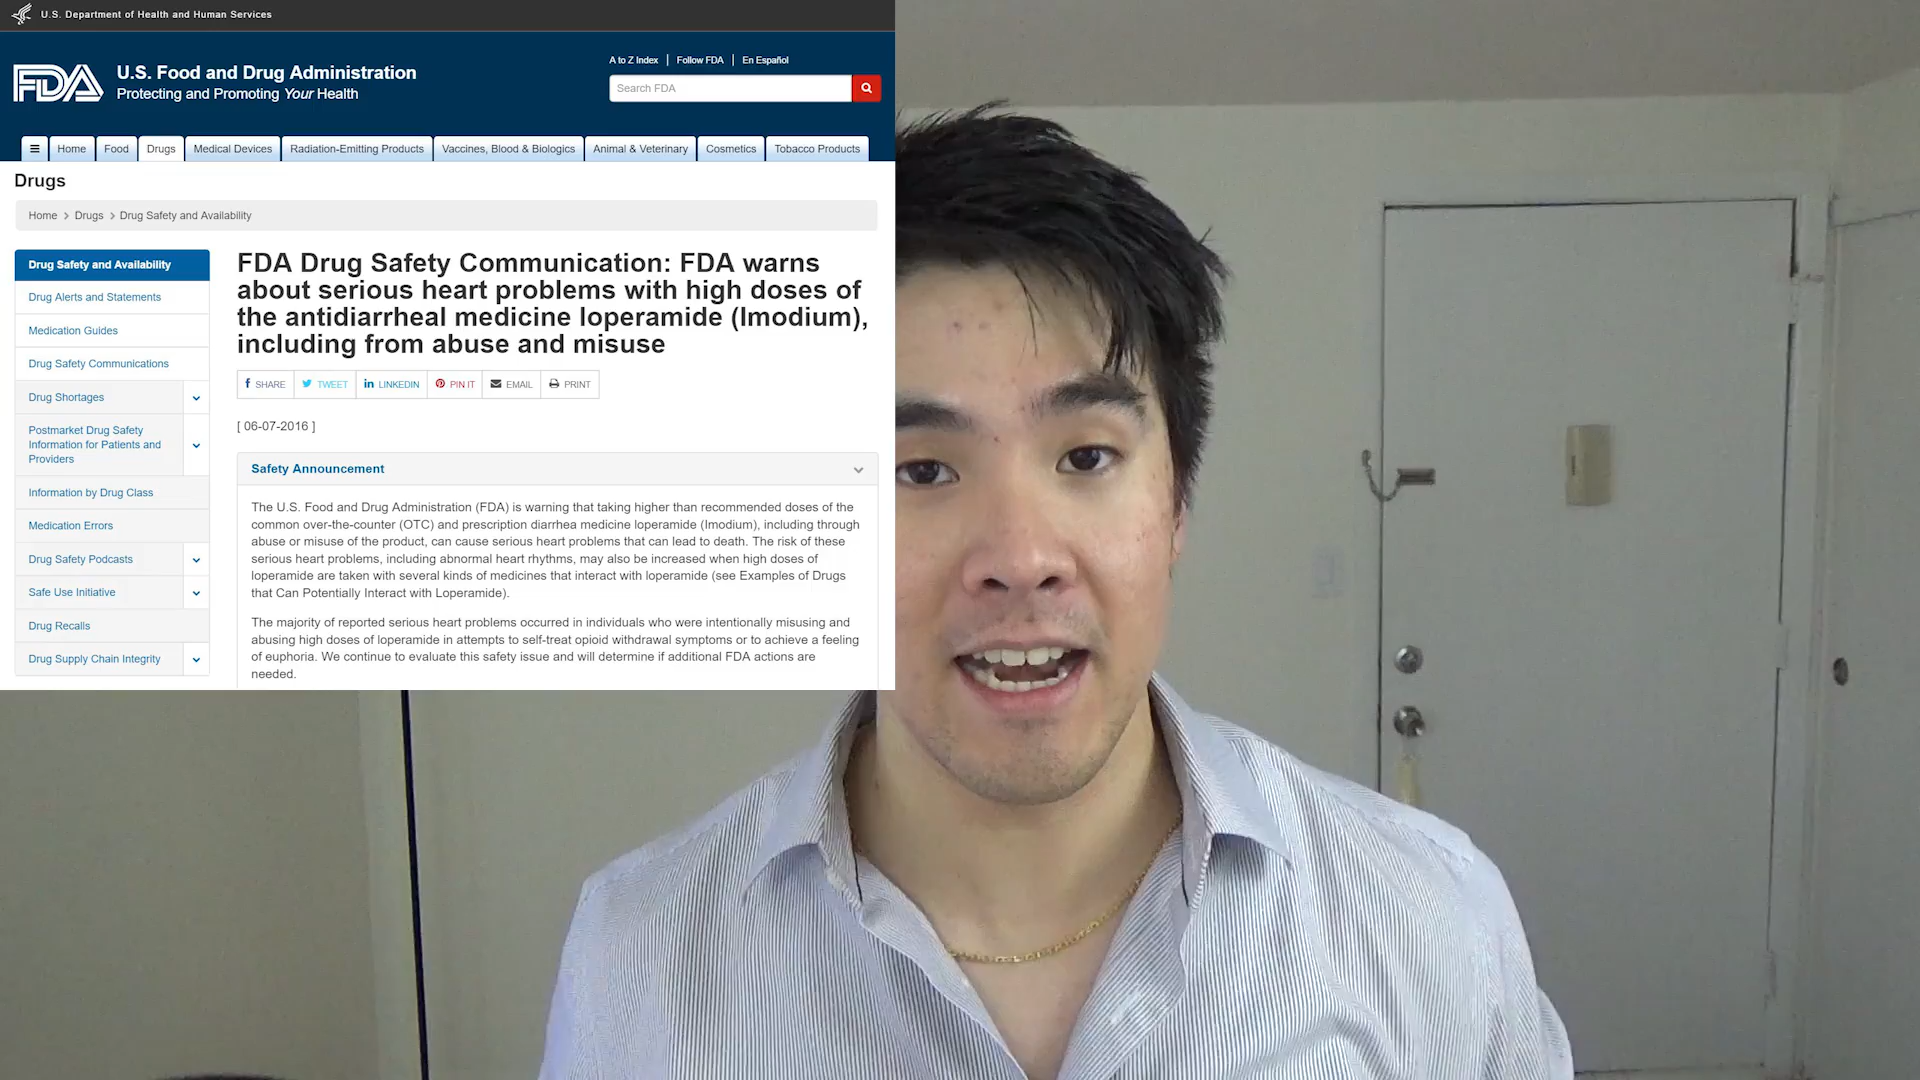 U.S. Department of Health and Human Services
A to Z Index | Follow FDA | En Español
FDA U.S. Food and Drug Administration
Protecting and Promoting Your Health
Search FDA
Home Food Drugs Medical Devices Radiation-Emitting Products Vaccines, Blood & Biologics Animal & Veterinary Cosmetics Tobacco Products
Drugs
Home > Drugs > Drug Safety and Availability
Drug Safety and Availability
Drug Alerts and Statements
Medication Guides
Drug Safety Communications
Drug Shortages
Postmarket Drug Safety
Information for Patients and
Providers
Information by Drug Class
Medication Errors
Drug Safety Podcasts
Safe Use Initiative
Drug Recalls
Drug Supply Chain Integrity
FDA Drug Safety Communication: FDA warns
about serious heart problems with high doses of
the antidiarrheal medicine loperamide (Imodium),
including from abuse and misuse
f SHARE TWEET in LINKEDIN PIN IT EMAIL PRINT
[ 06-07-2016 ]
Safety Announcement
The U.S. Food and Drug Administration (FDA) is warning that taking higher than recommended doses of the
common over-the-counter (OTC) and prescription diarrhea medicine loperamide (Imodium), including through
abuse or misuse of the product, can cause serious heart problems that can lead to death. The risk of these
serious heart problems, including abnormal heart rhythms, may also be increased when high doses of
loperamide are taken with several kinds of medicines that interact with loperamide (see Examples of Drugs
that Can Potentially Interact with Loperamide).
The majority of reported serious heart problems occurred in individuals who were intentionally misusing and
abusing high doses of loperamide in attempts to self-treat opioid withdrawal symptoms or to achieve a feeling
of euphoria. We continue to evaluate this safety issue and will determine if additional FDA actions are
needed.